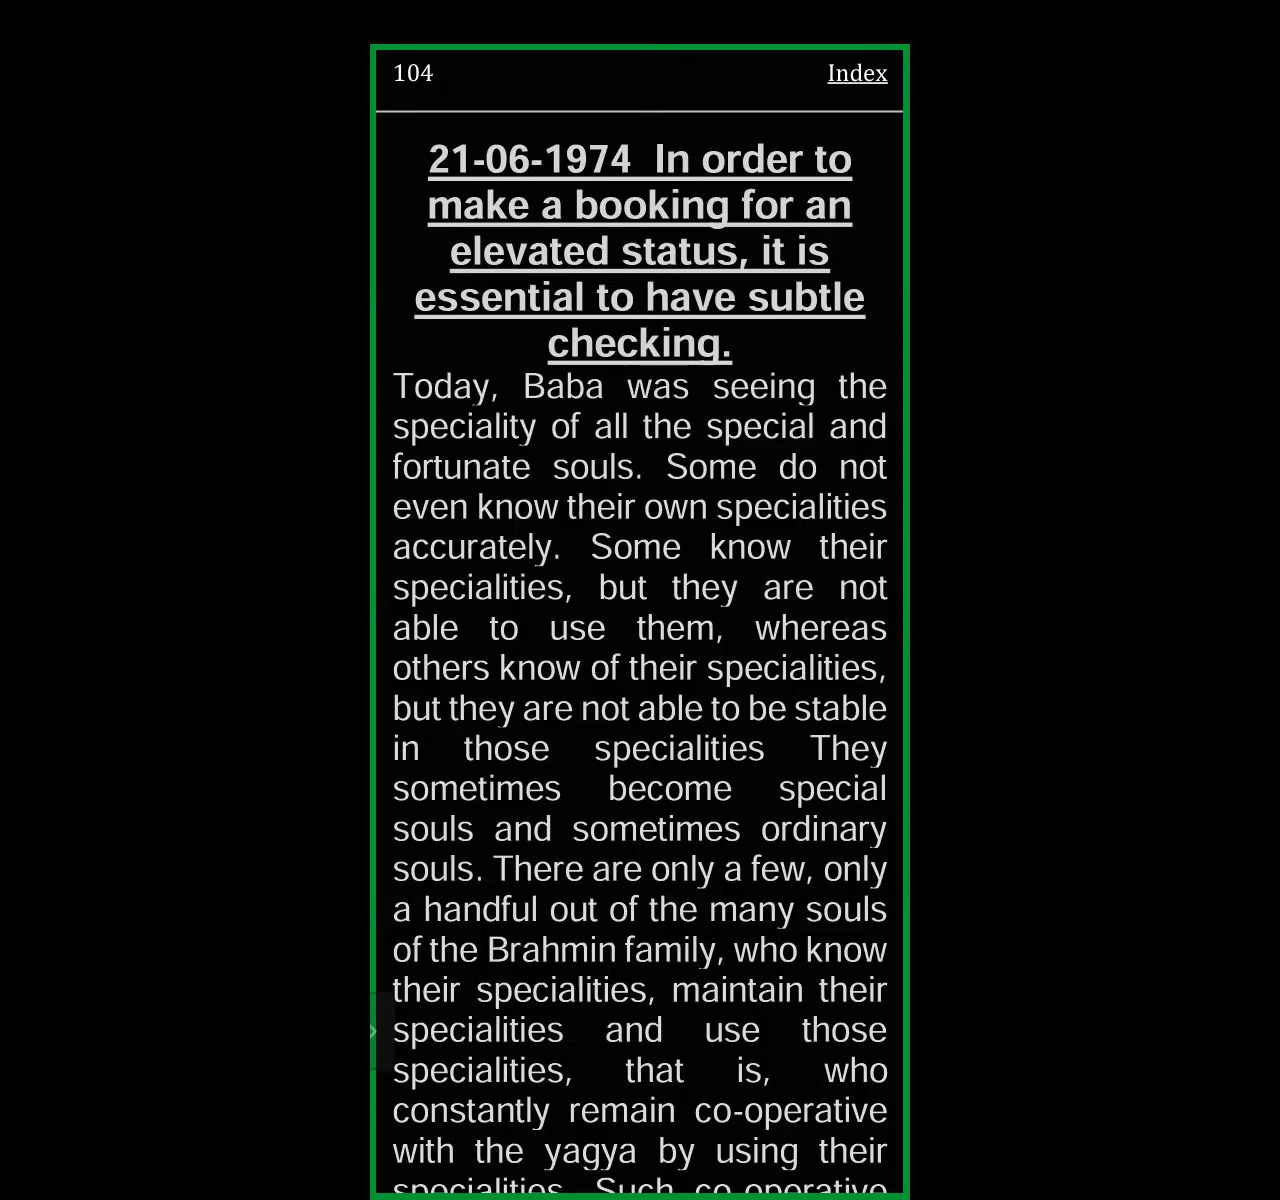 104 Index
21-06-1974 In order to
make a booking for an
elevated status, it is
essential to have subtle
checking.
Today, Baba was seeing the
speciality of all the special and
fortunate souls. Some do not
even know their own specialities
accurately. Some know their
specialities, but they are not
able to use them, whereas
others know of their specialities,
but they are not able to be stable
in those specialities They
sometimes become special
souls and sometimes ordinary
souls. There are only a few, only
a handful out of the many souls
of the Brahmin family, who know
their specialities, maintain their
specialities and use those
specialities, that is, who
constantly remain co-operative
with the yagya by using their
specialities. Such co-operative